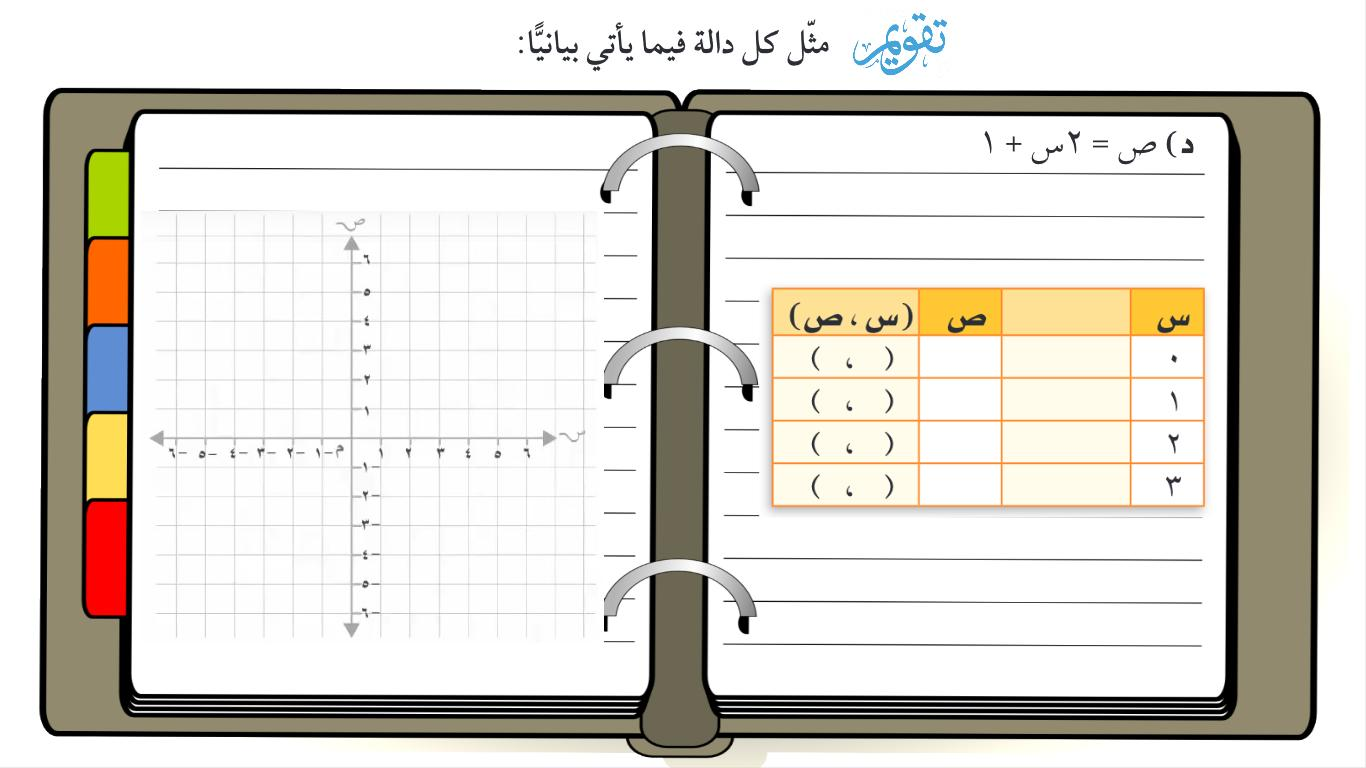 تقويم مثّل كل دالة فيما يأتي بيانيًّا:
د) ص = ٢س + ١
س ص (س ، ص)
٠ ( ، )
١ ( ، )
٢ ( ، )
٣ ( ، )
ص
٦
٥
٤
٣
٢
١
-٦ -٥ -٤ -٣ -٢ -١ م ١ ٢ ٣ ٤ ٥ ٦ س
-١
-٢
-٣
-٤
-٥
-٦